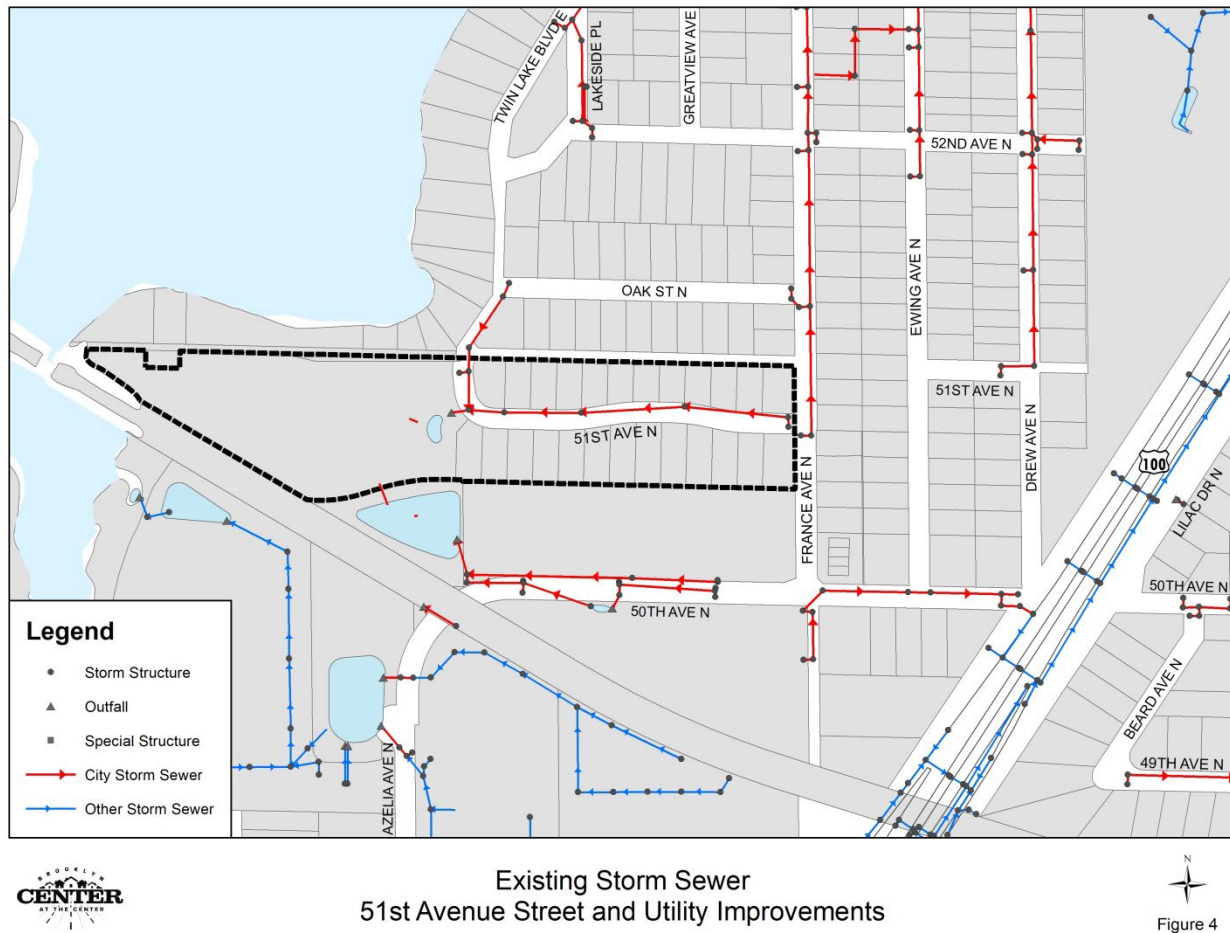 TWIN LAKE BLVD E
LAKESIDE PL
GREATVIEW AVE
52ND AVE N
OAK ST N
EWING AVE N
51ST AVE N
51ST AVE N
FRANCE AVE N
DREW AVE N
100
LILAC DR N
50TH AVE N
50TH AVE N
BEARD AVE N
49TH AVE N
AZELIA AVE N
Legend
Storm Structure
Outfall
Special Structure
City Storm Sewer
Other Storm Sewer
BROOKLYN
CENTER
AT THE CENTER
Existing Storm Sewer
51st Avenue Street and Utility Improvements
N
Figure 4